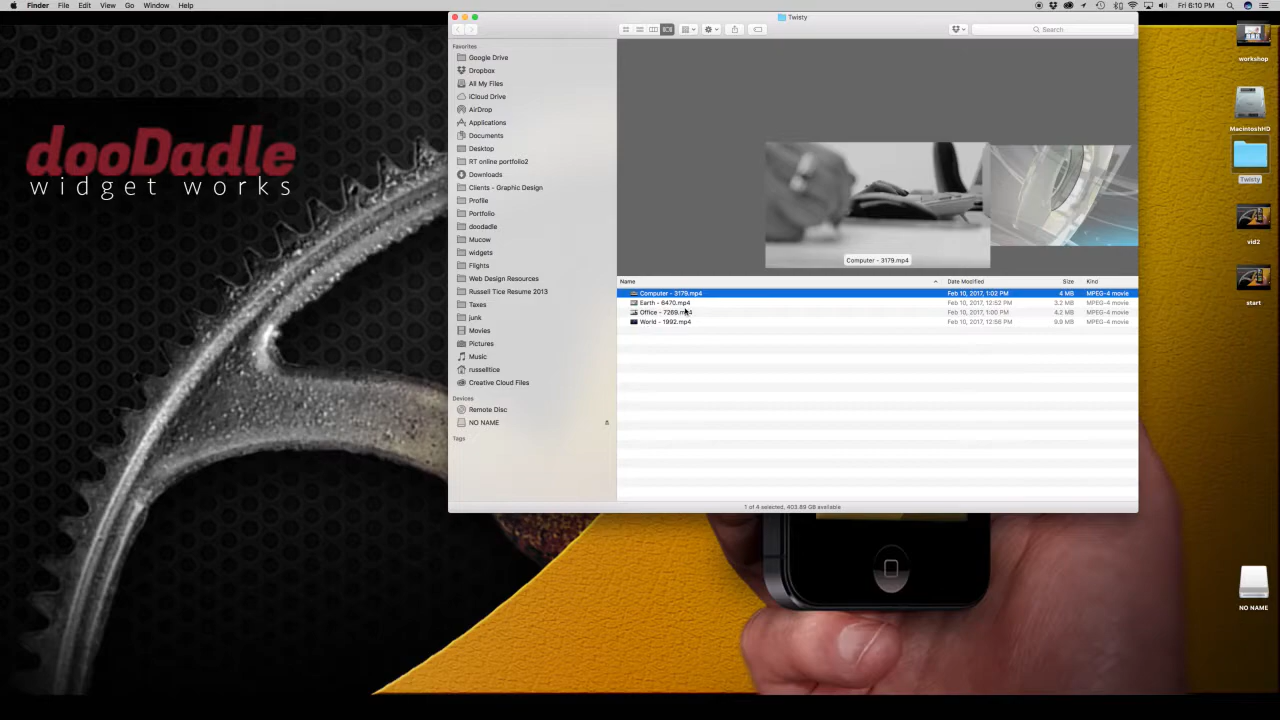 Finder File Edit View Go Window Help
Fri 6:10 PM
Twisty
Search
Favorites
Google Drive
Dropbox
All My Files
iCloud Drive
AirDrop
Applications
Documents
Desktop
RT online portfolio2
Downloads
Clients - Graphic Design
Profile
Portfolio
doodadle
Mucow
widgets
Flights
Web Design Resources
Russell Tice Resume 2013
Taxes
junk
Movies
Pictures
Music
russelltice
Creative Cloud Files
Devices
Remote Disc
NO NAME
Tags
Computer - 3179.mp4
Name Date Modified Size Kind
Computer - 3179.mp4 Feb 10, 2017, 1:02 PM 4 MB MPEG-4 movie
Earth - 6470.mp4 Feb 10, 2017, 12:52 PM 3.2 MB MPEG-4 movie
Office - 7269.mp4 Feb 10, 2017, 1:00 PM 4.2 MB MPEG-4 movie
World - 1992.mp4 Feb 10, 2017, 12:56 PM 9.9 MB MPEG-4 movie
1 of 4 selected, 403.89 GB available
dooDadle
widget works
workshop
MacintoshHD
Twisty
vid2
start
NO NAME